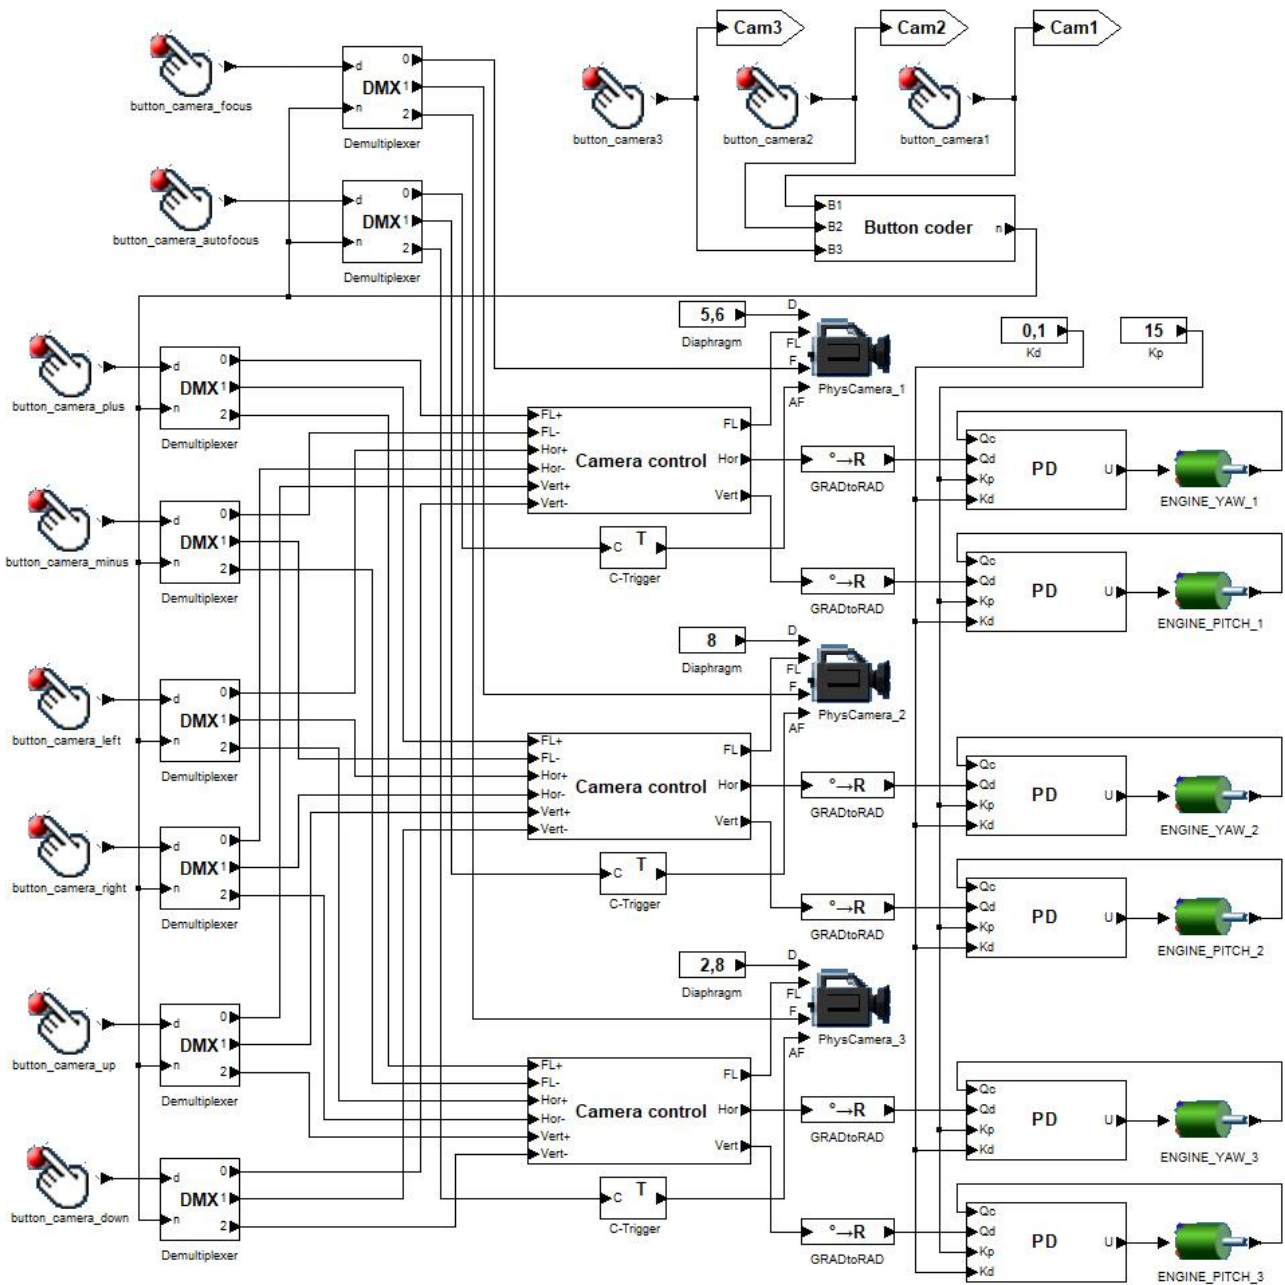 Cam3
Cam2
Cam1
button_camera_focus
d
n
DMX
0
1
2
Demultiplexer
button_camera3
button_camera2
button_camera1
button_camera_autofocus
d
n
DMX
0
1
2
Demultiplexer
B1
B2
B3
Button coder
n
5,6
Diaphragm
D
FL
F
AF
PhysCamera_1
0,1
Kd
15
Kp
button_camera_plus
d
n
DMX
0
1
2
Demultiplexer
FL+
FL-
Hor+
Hor-
Vert+
Vert-
Camera control
FL
Hor
Vert
°→R
GRADtoRAD
Qc
Qd
Kp
Kd
PD
U
ENGINE_YAW_1
button_camera_minus
d
n
DMX
0
1
2
Demultiplexer
C
T
C-Trigger
°→R
GRADtoRAD
Qc
Qd
Kp
Kd
PD
U
ENGINE_PITCH_1
8
Diaphragm
D
FL
F
AF
PhysCamera_2
button_camera_left
d
n
DMX
0
1
2
Demultiplexer
FL+
FL-
Hor+
Hor-
Vert+
Vert-
Camera control
FL
Hor
Vert
°→R
GRADtoRAD
Qc
Qd
Kp
Kd
PD
U
ENGINE_YAW_2
button_camera_right
d
n
DMX
0
1
2
Demultiplexer
C
T
C-Trigger
°→R
GRADtoRAD
Qc
Qd
Kp
Kd
PD
U
ENGINE_PITCH_2
2,8
Diaphragm
D
FL
F
AF
PhysCamera_3
button_camera_up
d
n
DMX
0
1
2
Demultiplexer
FL+
FL-
Hor+
Hor-
Vert+
Vert-
Camera control
FL
Hor
Vert
°→R
GRADtoRAD
Qc
Qd
Kp
Kd
PD
U
ENGINE_YAW_3
button_camera_down
d
n
DMX
0
1
2
Demultiplexer
C
T
C-Trigger
°→R
GRADtoRAD
Qc
Qd
Kp
Kd
PD
U
ENGINE_PITCH_3